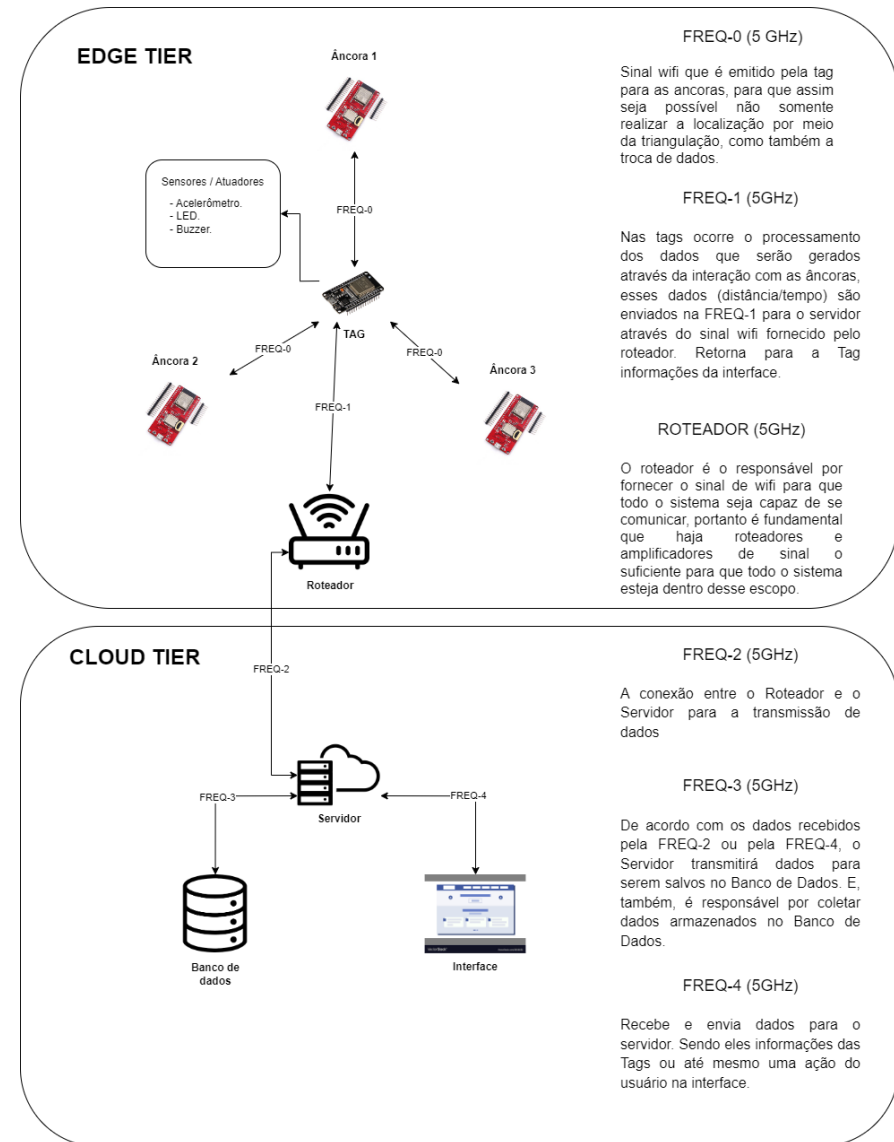 EDGE TIER
Âncora 1
Sensores / Atuadores
- Acelerômetro.
- LED.
- Buzzer.
FREQ-0
TAG
FREQ-0
FREQ-0
Âncora 2
Âncora 3
FREQ-1
Roteador
FREQ-0 (5 GHz)
Sinal wifi que é emitido pela tag
para as ancoras, para que assim
seja possível não somente
realizar a localização por meio
da triangulação, como também a
troca de dados.
FREQ-1 (5GHz)
Nas tags ocorre o processamento
dos dados que serão gerados
através da interação com as âncoras,
esses dados (distância/tempo) são
enviados na FREQ-1 para o servidor
através do sinal wifi fornecido pelo
roteador. Retorna para a Tag
informações da interface.
ROTEADOR (5GHz)
O roteador é o responsável por
fornecer o sinal de wifi para que
todo o sistema seja capaz de se
comunicar, portanto é fundamental
que haja roteadores e
amplificadores de sinal o
suficiente para que todo o sistema
esteja dentro desse escopo.
CLOUD TIER
FREQ-2
FREQ-3
FREQ-4
Servidor
Banco de
dados
Interface
FREQ-2 (5GHz)
A conexão entre o Roteador e o
Servidor para a transmissão de
dados
FREQ-3 (5GHz)
De acordo com os dados recebidos
pela FREQ-2 ou pela FREQ-4, o
Servidor transmitirá dados para
serem salvos no Banco de Dados. E,
também, é responsável por coletar
dados armazenados no Banco de
Dados.
FREQ-4 (5GHz)
Recebe e envia dados para o
servidor. Sendo eles informações das
Tags ou até mesmo uma ação do
usuário na interface.